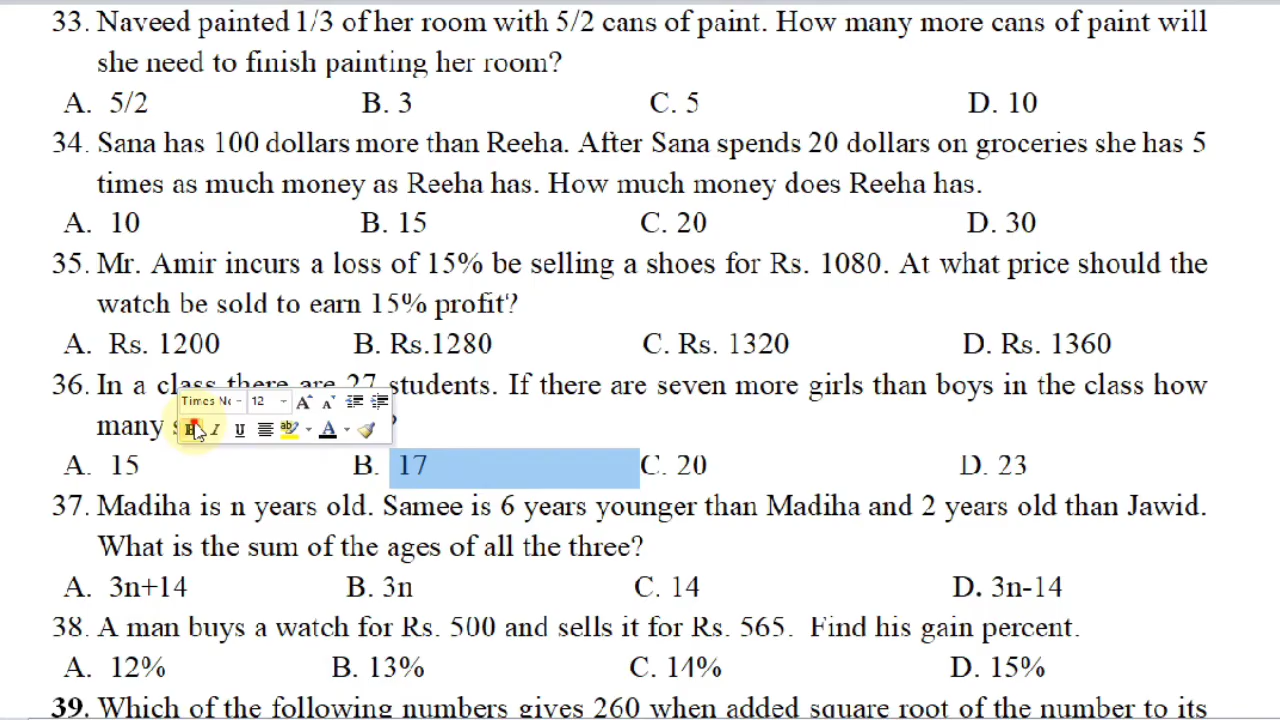 33. Naveed painted 1/3 of her room with 5/2 cans of paint. How many more cans of paint will
she need to finish painting her room?
A. 5/2 B. 3 C. 5 D. 10
34. Sana has 100 dollars more than Reeha. After Sana spends 20 dollars on groceries she has 5
times as much money as Reeha has. How much money does Reeha has.
A. 10 B. 15 C. 20 D. 30
35. Mr. Amir incurs a loss of 15% be selling a shoes for Rs. 1080. At what price should the
watch be sold to earn 15% profit?
A. Rs. 1200 B. Rs.1280 C. Rs. 1320 D. Rs. 1360
36. In a class there are 27 students. If there are seven more girls than boys in the class how
Times Ne 12
many ?
A. 15 B. 17 C. 20 D. 23
37. Madiha is n years old. Samee is 6 years younger than Madiha and 2 years old than Jawid.
What is the sum of the ages of all the three?
A. 3n+14 B. 3n C. 14 D. 3n-14
38. A man buys a watch for Rs. 500 and sells it for Rs. 565. Find his gain percent.
A. 12% B. 13% C. 14% D. 15%
39. Which of the following numbers gives 260 when added square root of the number to its